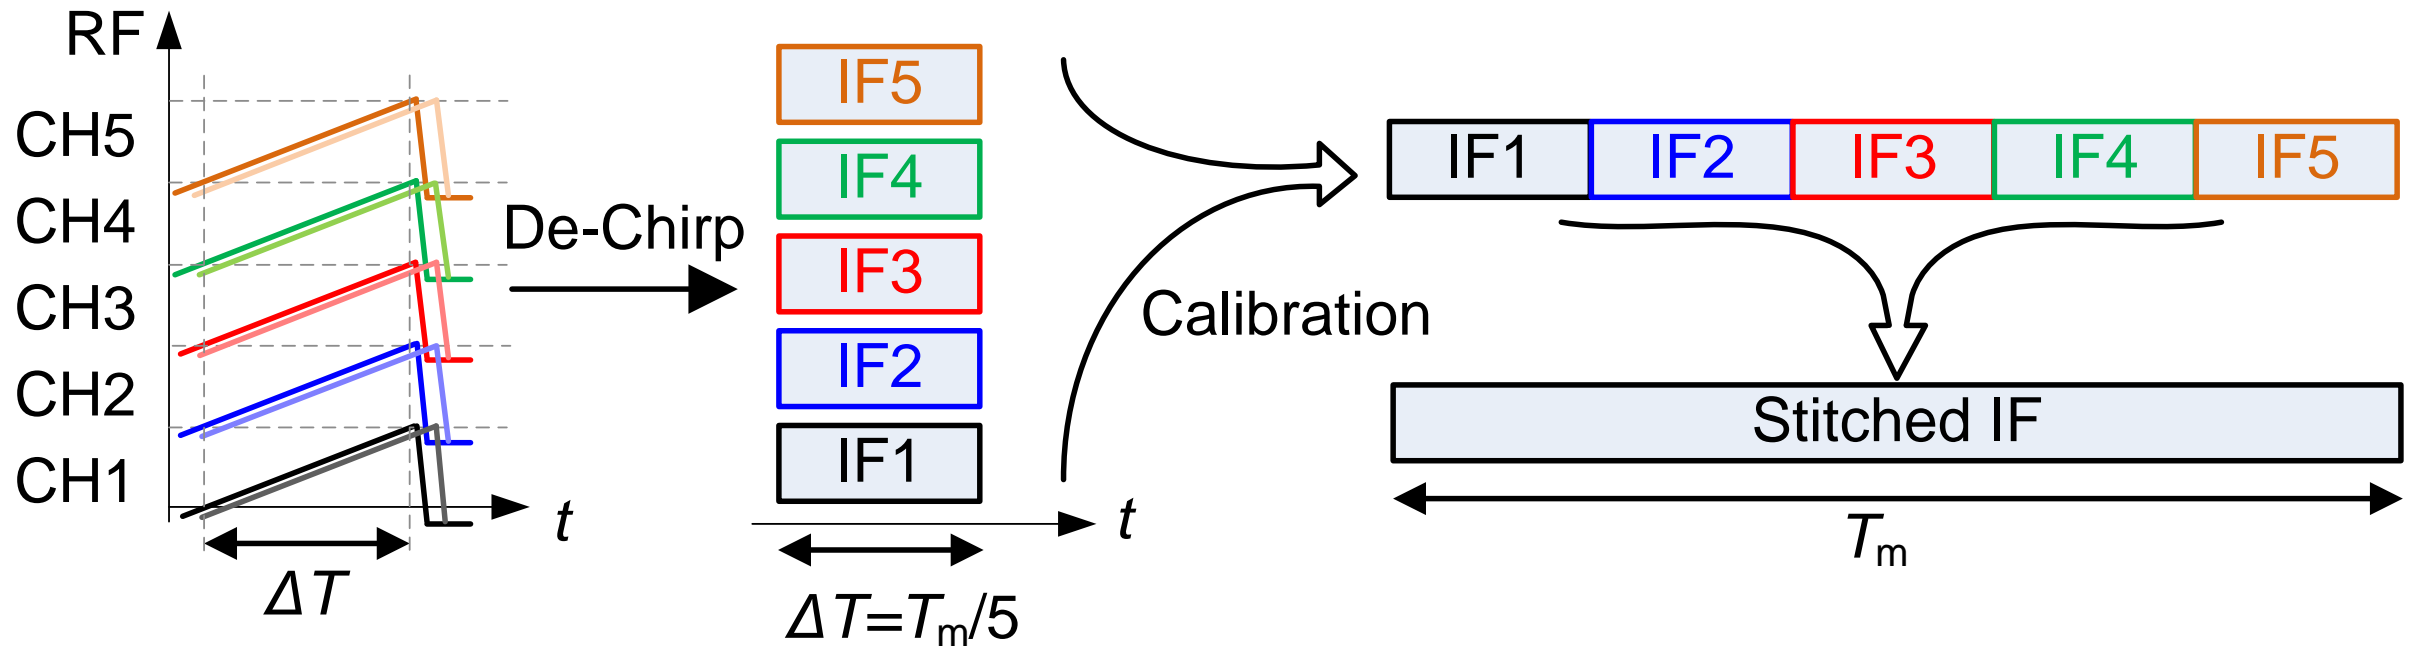 RF
CH5
CH4
CH3
CH2
CH1
t
ΔT
De-Chirp
IF5
IF4
IF3
IF2
IF1
t
ΔT=Tm/5
Calibration
IF1 IF2 IF3 IF4 IF5
Stitched IF
Tm